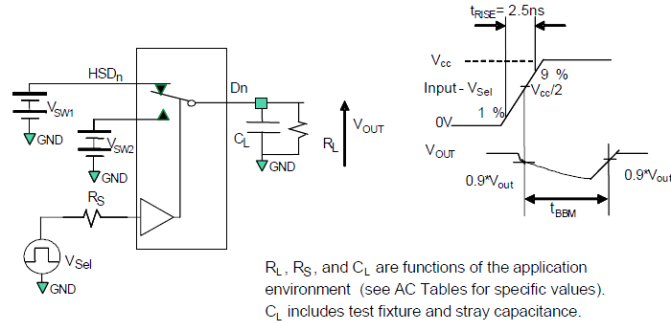 t_RISE = 2.5ns
HSD_n
Dn
V_SW1
GND
V_SW2
GND
C_L
R_L
V_OUT
GND
R_S
V_Sel
GND
V_cc
9 %
Input - V_Sel
V_cc/2
1 %
0V
V_OUT
0.9*V_out
0.9*V_out
t_BBM
R_L, R_S, and C_L are functions of the application
environment (see AC Tables for specific values).
C_L includes test fixture and stray capacitance.